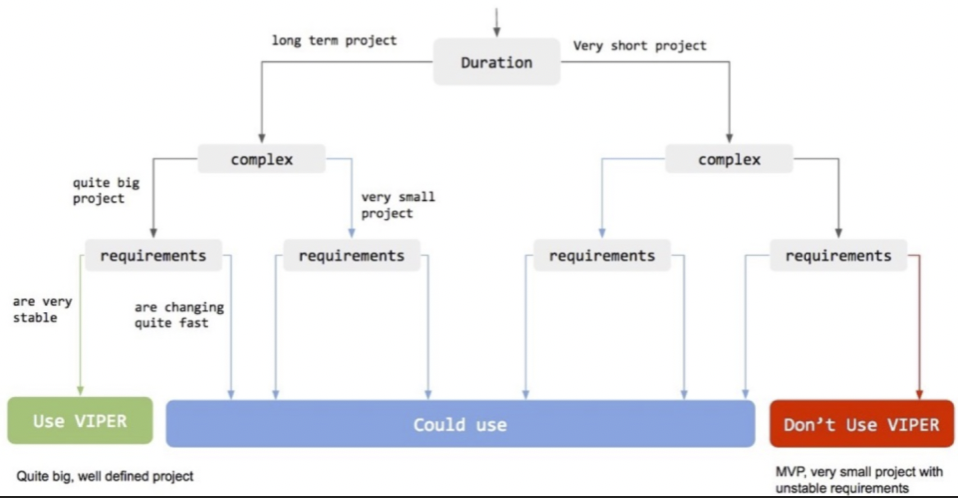 long term project
Very short project
Duration
complex
complex
quite big
project
very small
project
requirements
requirements
requirements
requirements
are very
stable
are changing
quite fast
Use VIPER
Could use
Don't Use VIPER
Quite big, well defined project
MVP, very small project with
unstable requirements